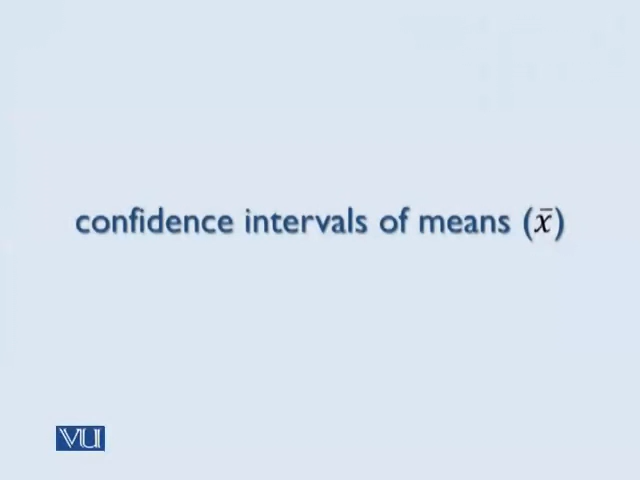 confidence intervals of means (x̄)
VU